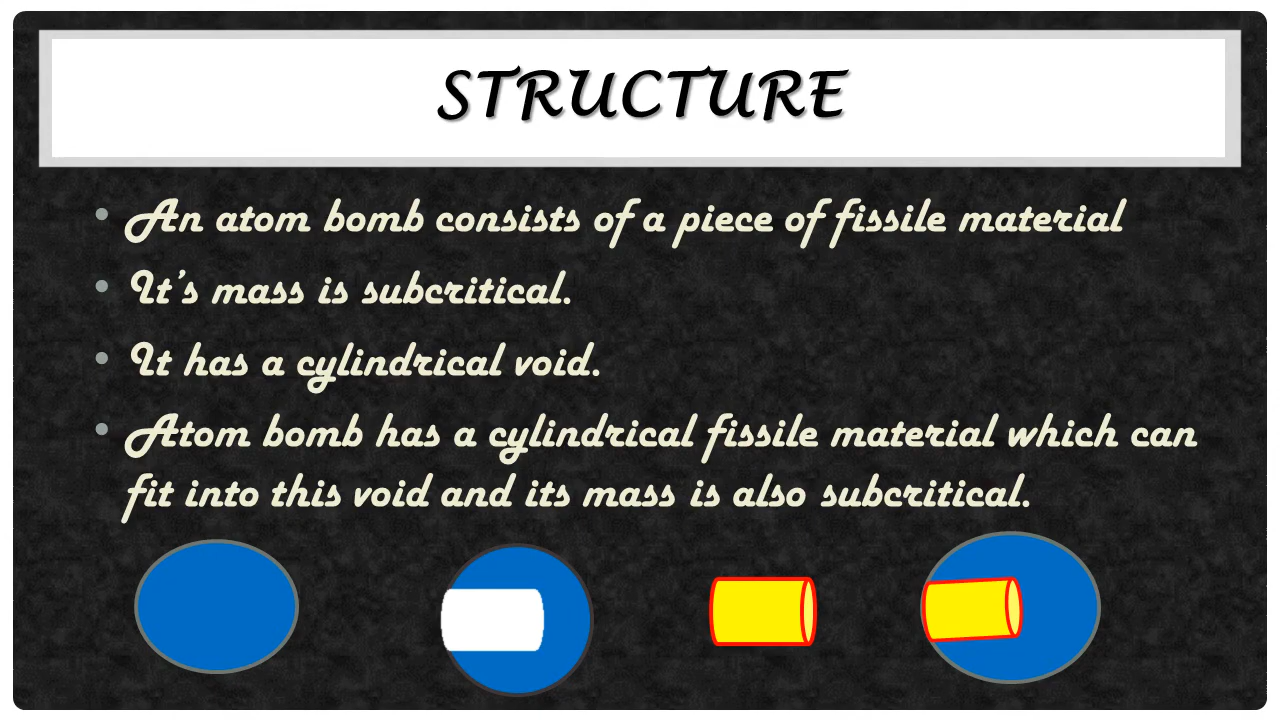 STRUCTURE
• An atom bomb consists of a piece of fissile material
• It’s mass is subcritical.
• It has a cylindrical void.
• Atom bomb has a cylindrical fissile material which can
fit into this void and its mass is also subcritical.